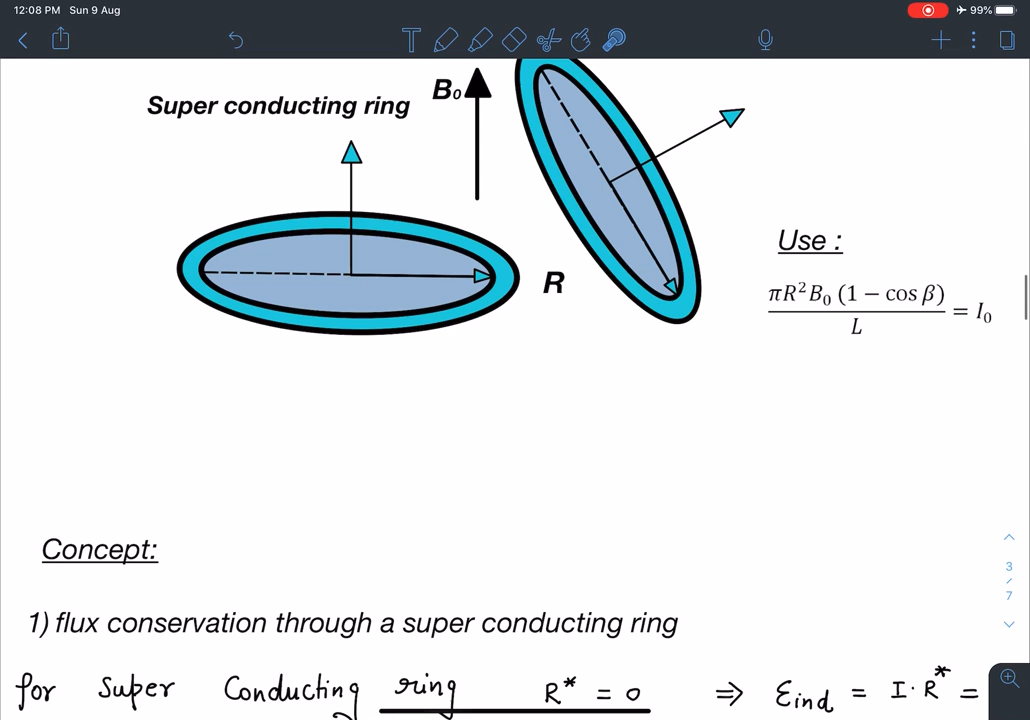 12:08 PM Sun 9 Aug
99%
T
B₀
Super conducting ring
R
Use :
πR²B₀ (1 − cos β) / L = I₀
Concept:
3 / 7
1) flux conservation through a super conducting ring
for Super Conducting ring R* = 0 ⇒ Eind = I · R* =